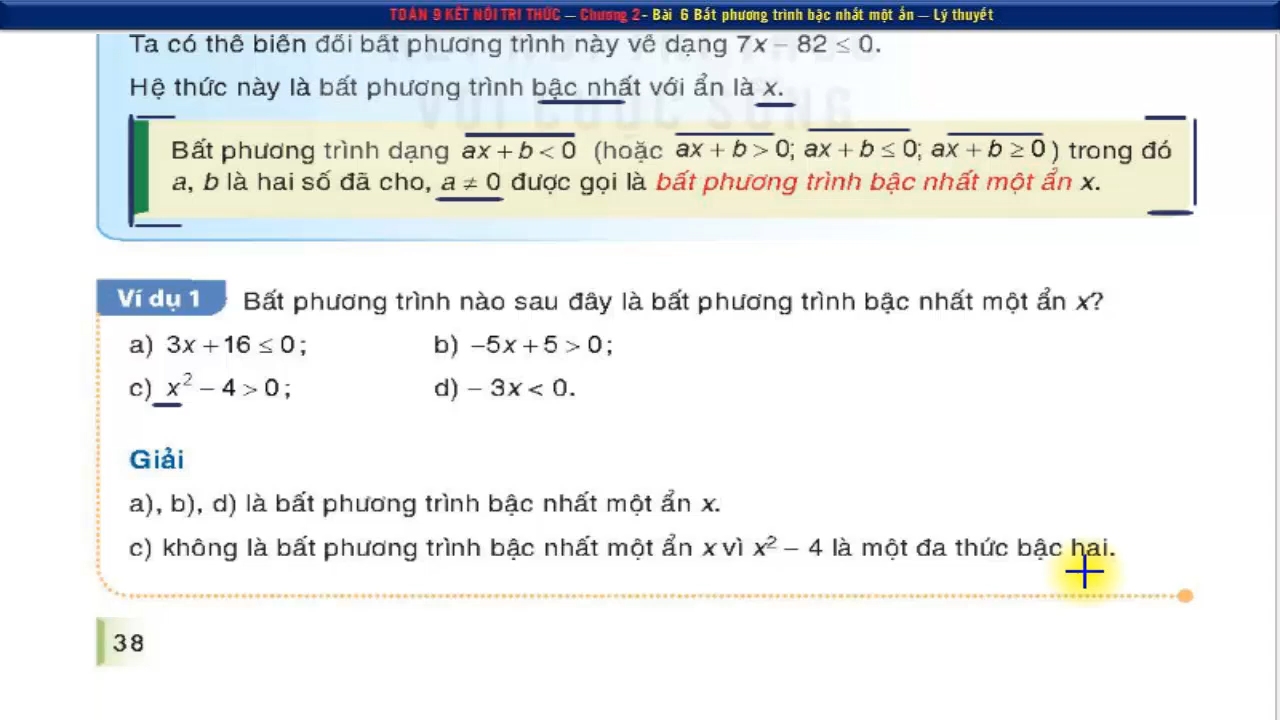 TOÁN 9 KẾT NỐI TRI THỨC – Chương 2- Bài 6 Bất phương trình bậc nhất một ẩn – Lý thuyết
Ta có thể biến đổi bất phương trình này về dạng 7x – 82 ≤ 0.
Hệ thức này là bất phương trình bậc nhất với ẩn là x.
Bất phương trình dạng ax + b < 0 (hoặc ax + b > 0; ax + b ≤ 0; ax + b ≥ 0) trong đó
a, b là hai số đã cho, a ≠ 0 được gọi là bất phương trình bậc nhất một ẩn x.
Ví dụ 1 Bất phương trình nào sau đây là bất phương trình bậc nhất một ẩn x?
a) 3x + 16 ≤ 0; b) –5x + 5 > 0;
c) x² – 4 > 0; d) – 3x < 0.
Giải
a), b), d) là bất phương trình bậc nhất một ẩn x.
c) không là bất phương trình bậc nhất một ẩn x vì x² – 4 là một đa thức bậc hai.
38